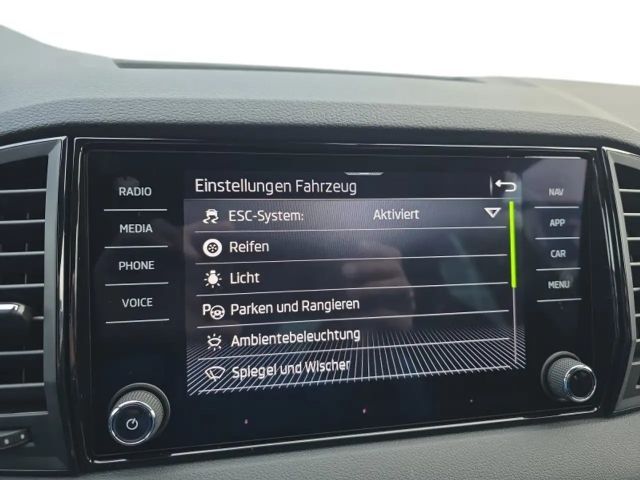 Einstellungen Fahrzeug
RADIO
MEDIA
PHONE
VOICE
ESC-System: Aktiviert
Reifen
Licht
Parken und Rangieren
Ambientebeleuchtung
Spiegel und Wischer
NAV
APP
CAR
MENU